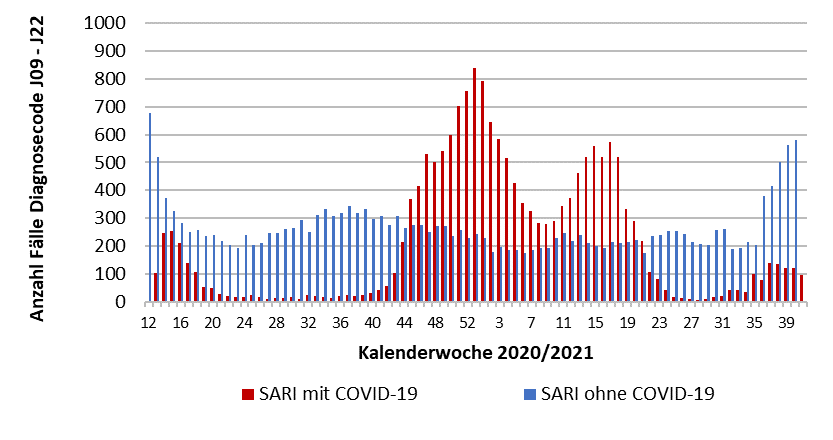 Anzahl Fälle Diagnosecode J09 - J22
1000
900
800
700
600
500
400
300
200
100
0
12 16 20 24 28 32 36 40 44 48 52 3 7 11 15 19 23 27 31 35 39
Kalenderwoche 2020/2021
SARI mit COVID-19 SARI ohne COVID-19